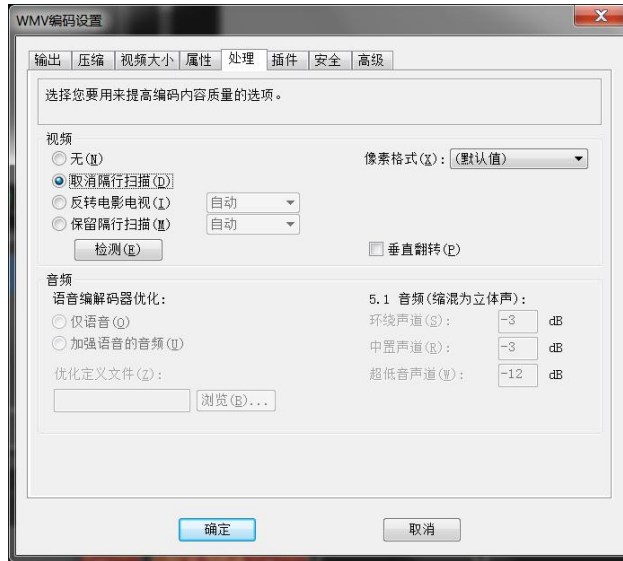 WMV编码设置
输出 压缩 视频大小 属性 处理 插件 安全 高级
选择您要用来提高编码内容质量的选项。
视频
无(N) 像素格式(X): (默认值)
取消隔行扫描(D)
反转电影电视(I) 自动
保留隔行扫描(M) 自动
检测(E) 垂直翻转(P)
音频
语音编解码器优化: 5.1 音频(缩混为立体声):
仅语音(O) 环绕声道(S): -3 dB
加强语音的音频(U) 中置声道(R): -3 dB
优化定义文件(Z): 超低音声道(W): -12 dB
浏览(B)...
确定 取消